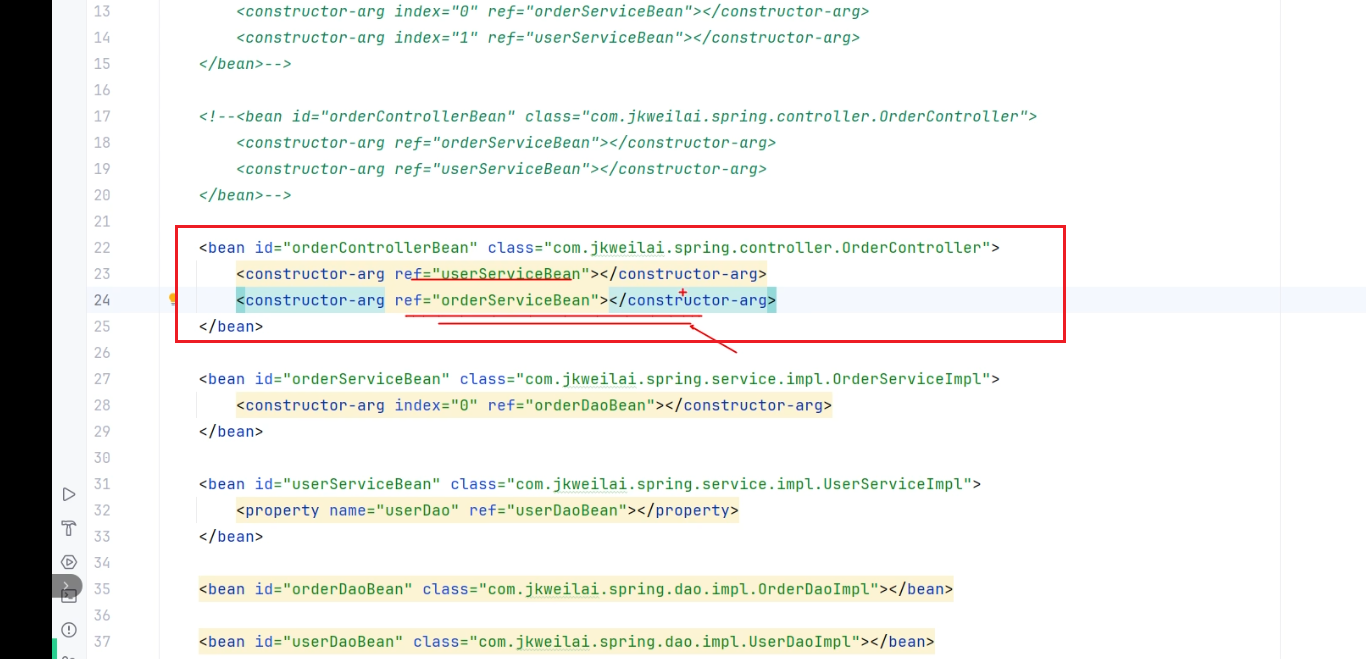 13 <constructor-arg index="0" ref="orderServiceBean"></constructor-arg>
14 <constructor-arg index="1" ref="userServiceBean"></constructor-arg>
15 </bean>-->
16
17 <!--<bean id="orderControllerBean" class="com.jkweilai.spring.controller.OrderController">
18 <constructor-arg ref="orderServiceBean"></constructor-arg>
19 <constructor-arg ref="userServiceBean"></constructor-arg>
20 </bean>-->
21
22 <bean id="orderControllerBean" class="com.jkweilai.spring.controller.OrderController">
23 <constructor-arg ref="userServiceBean"></constructor-arg>
24 <constructor-arg ref="orderServiceBean"></constructor-arg>
25 </bean>
26
27 <bean id="orderServiceBean" class="com.jkweilai.spring.service.impl.OrderServiceImpl">
28 <constructor-arg index="0" ref="orderDaoBean"></constructor-arg>
29 </bean>
30
31 <bean id="userServiceBean" class="com.jkweilai.spring.service.impl.UserServiceImpl">
32 <property name="userDao" ref="userDaoBean"></property>
33 </bean>
34
35 <bean id="orderDaoBean" class="com.jkweilai.spring.dao.impl.OrderDaoImpl"></bean>
36
37 <bean id="userDaoBean" class="com.jkweilai.spring.dao.impl.UserDaoImpl"></bean>